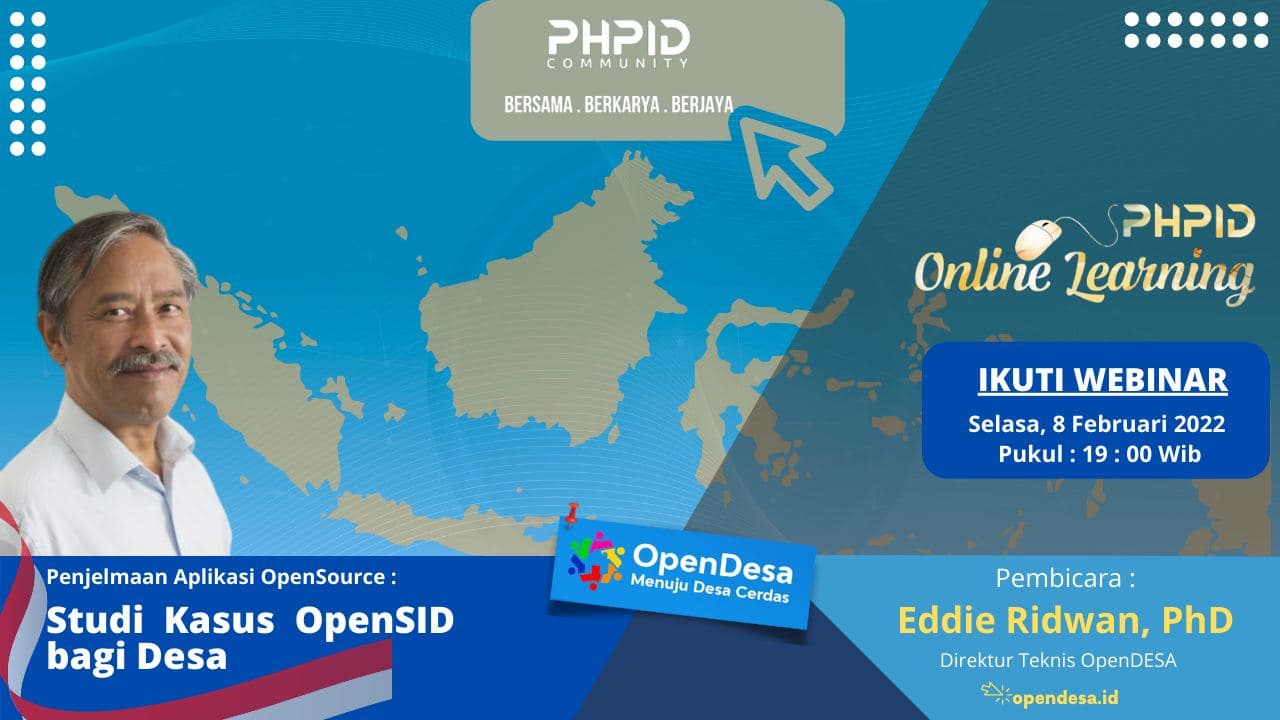 PHPID
COMMUNITY
BERSAMA . BERKARYA . BERJAYA
PHPID
Online Learning
IKUTI WEBINAR
Selasa, 8 Februari 2022
Pukul : 19 : 00 Wib
OpenDesa
Menuju Desa Cerdas
Penjelmaan Aplikasi OpenSource :
Studi Kasus OpenSID
bagi Desa
Pembicara :
Eddie Ridwan, PhD
Direktur Teknis OpenDESA
opendesa.id